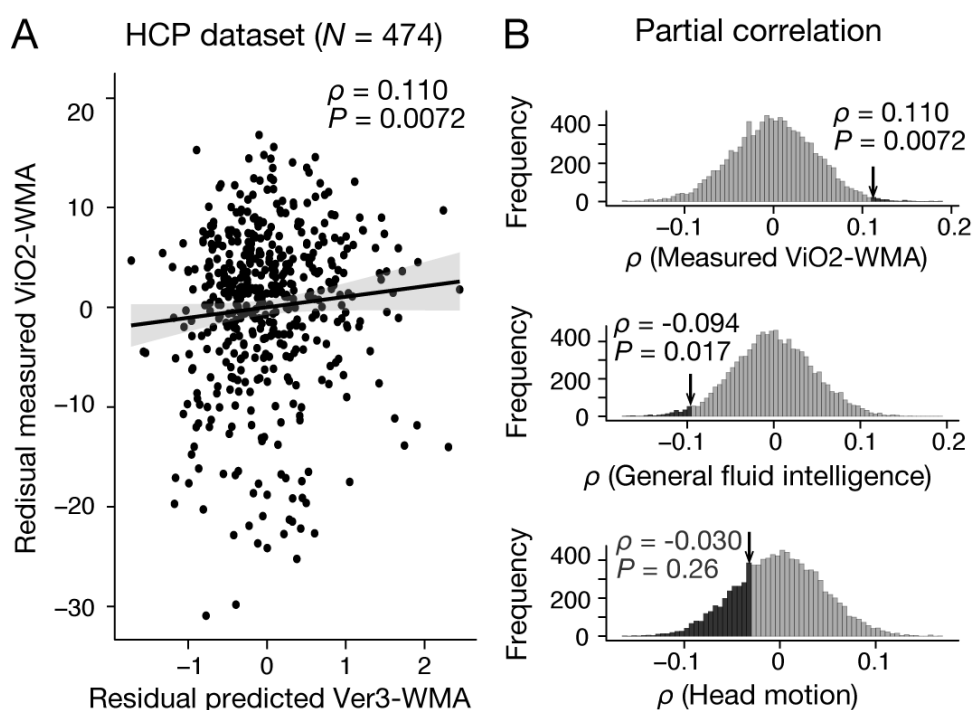 A
HCP dataset (N = 474)
ρ = 0.110
P = 0.0072
Redisual measured ViO2-WMA
20
10
0
−10
−20
−30
−1
0
1
2
Residual predicted Ver3-WMA
B
Partial correlation
Frequency
400
200
0
ρ = 0.110
P = 0.0072
−0.1
0
0.1
0.2
ρ (Measured ViO2-WMA)
Frequency
400
200
0
ρ = -0.094
P = 0.017
−0.1
0
0.1
0.2
ρ (General fluid intelligence)
Frequency
400
200
0
ρ = -0.030
P = 0.26
−0.1
0
0.1
ρ (Head motion)